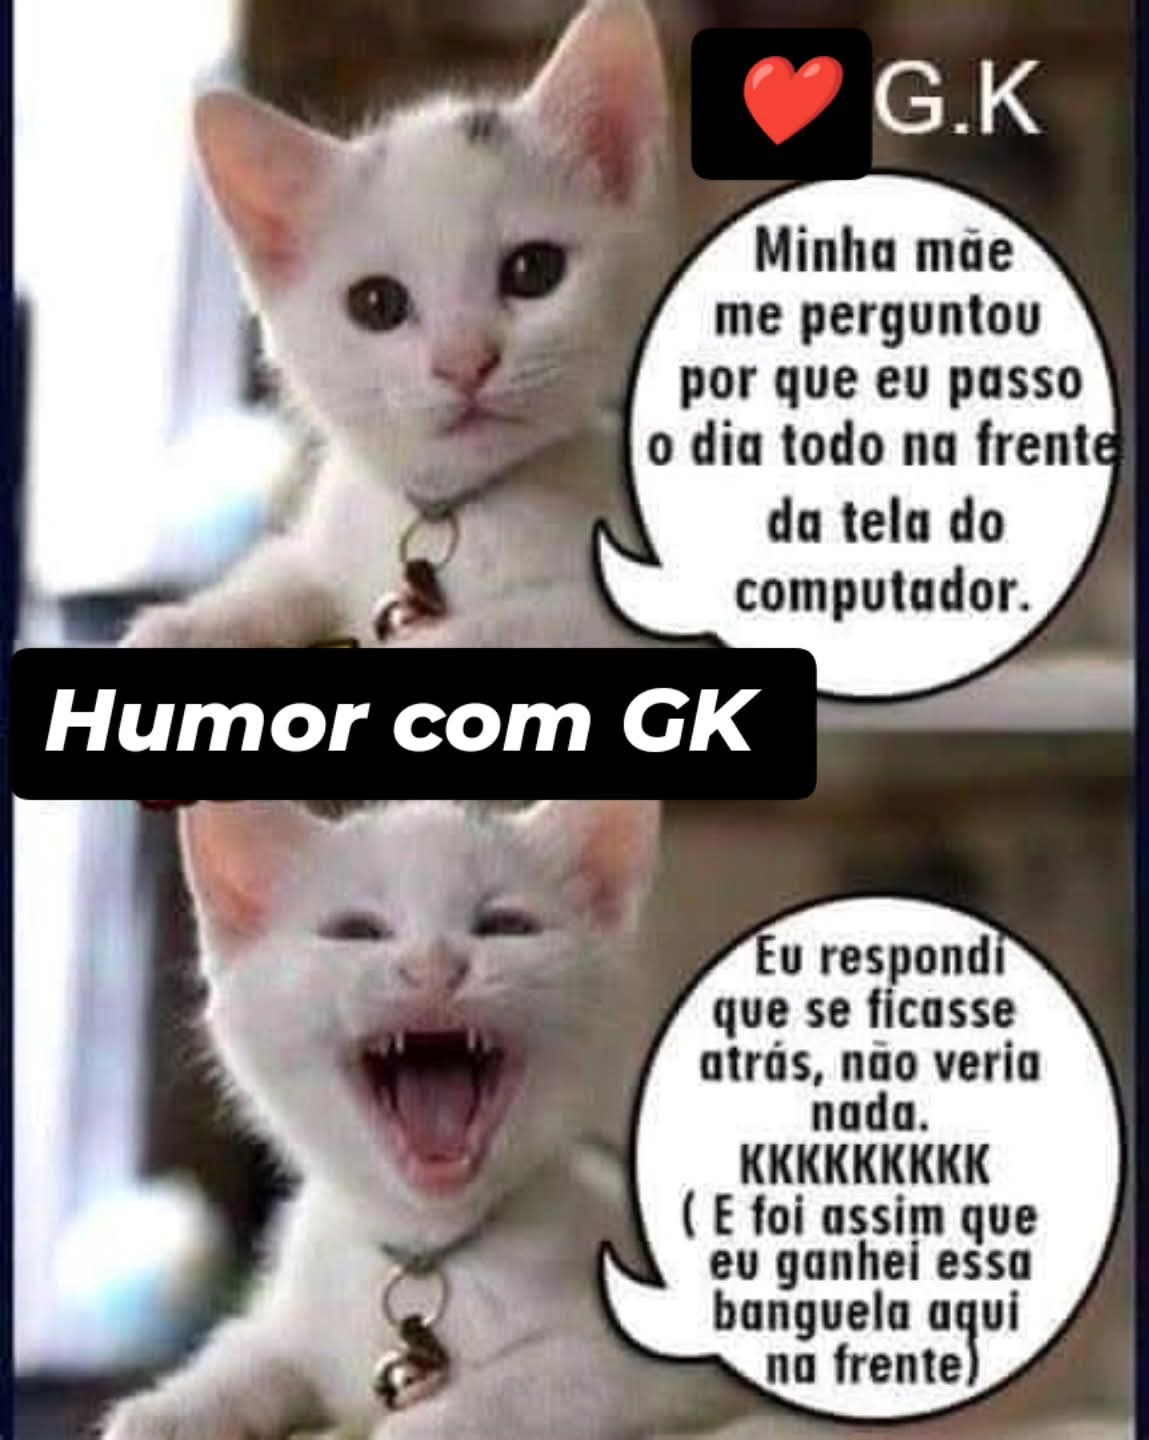 ❤️ G.K
Minha mãe
me perguntou
por que eu passo
o dia todo na frente
da tela do
computador.
Humor com GK
Eu respondi
que se ficasse
atrás, não veria
nada.
KKKKKKKKK
( E foi assim que
eu ganhei essa
banguela aqui
na frente)